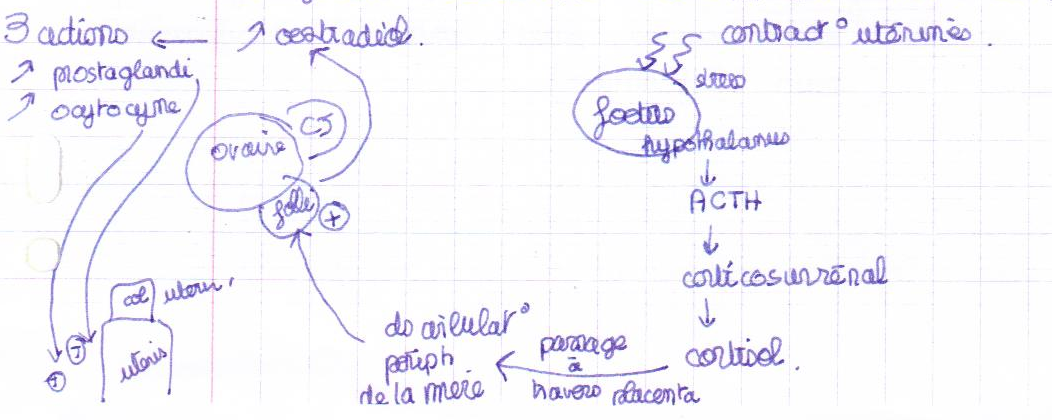 3 actions ← ↗ oestradiol.
↗ prostaglandi,
↗ ocytocyne
contract° utérines.
stress
foetus
hypothalamus
ACTH
corticosurrénal
cortisol.
passage
à
travers placenta
ds circulat°
périph
de la mère
CJ
ovaire
folli
+
col utérin,
utérus